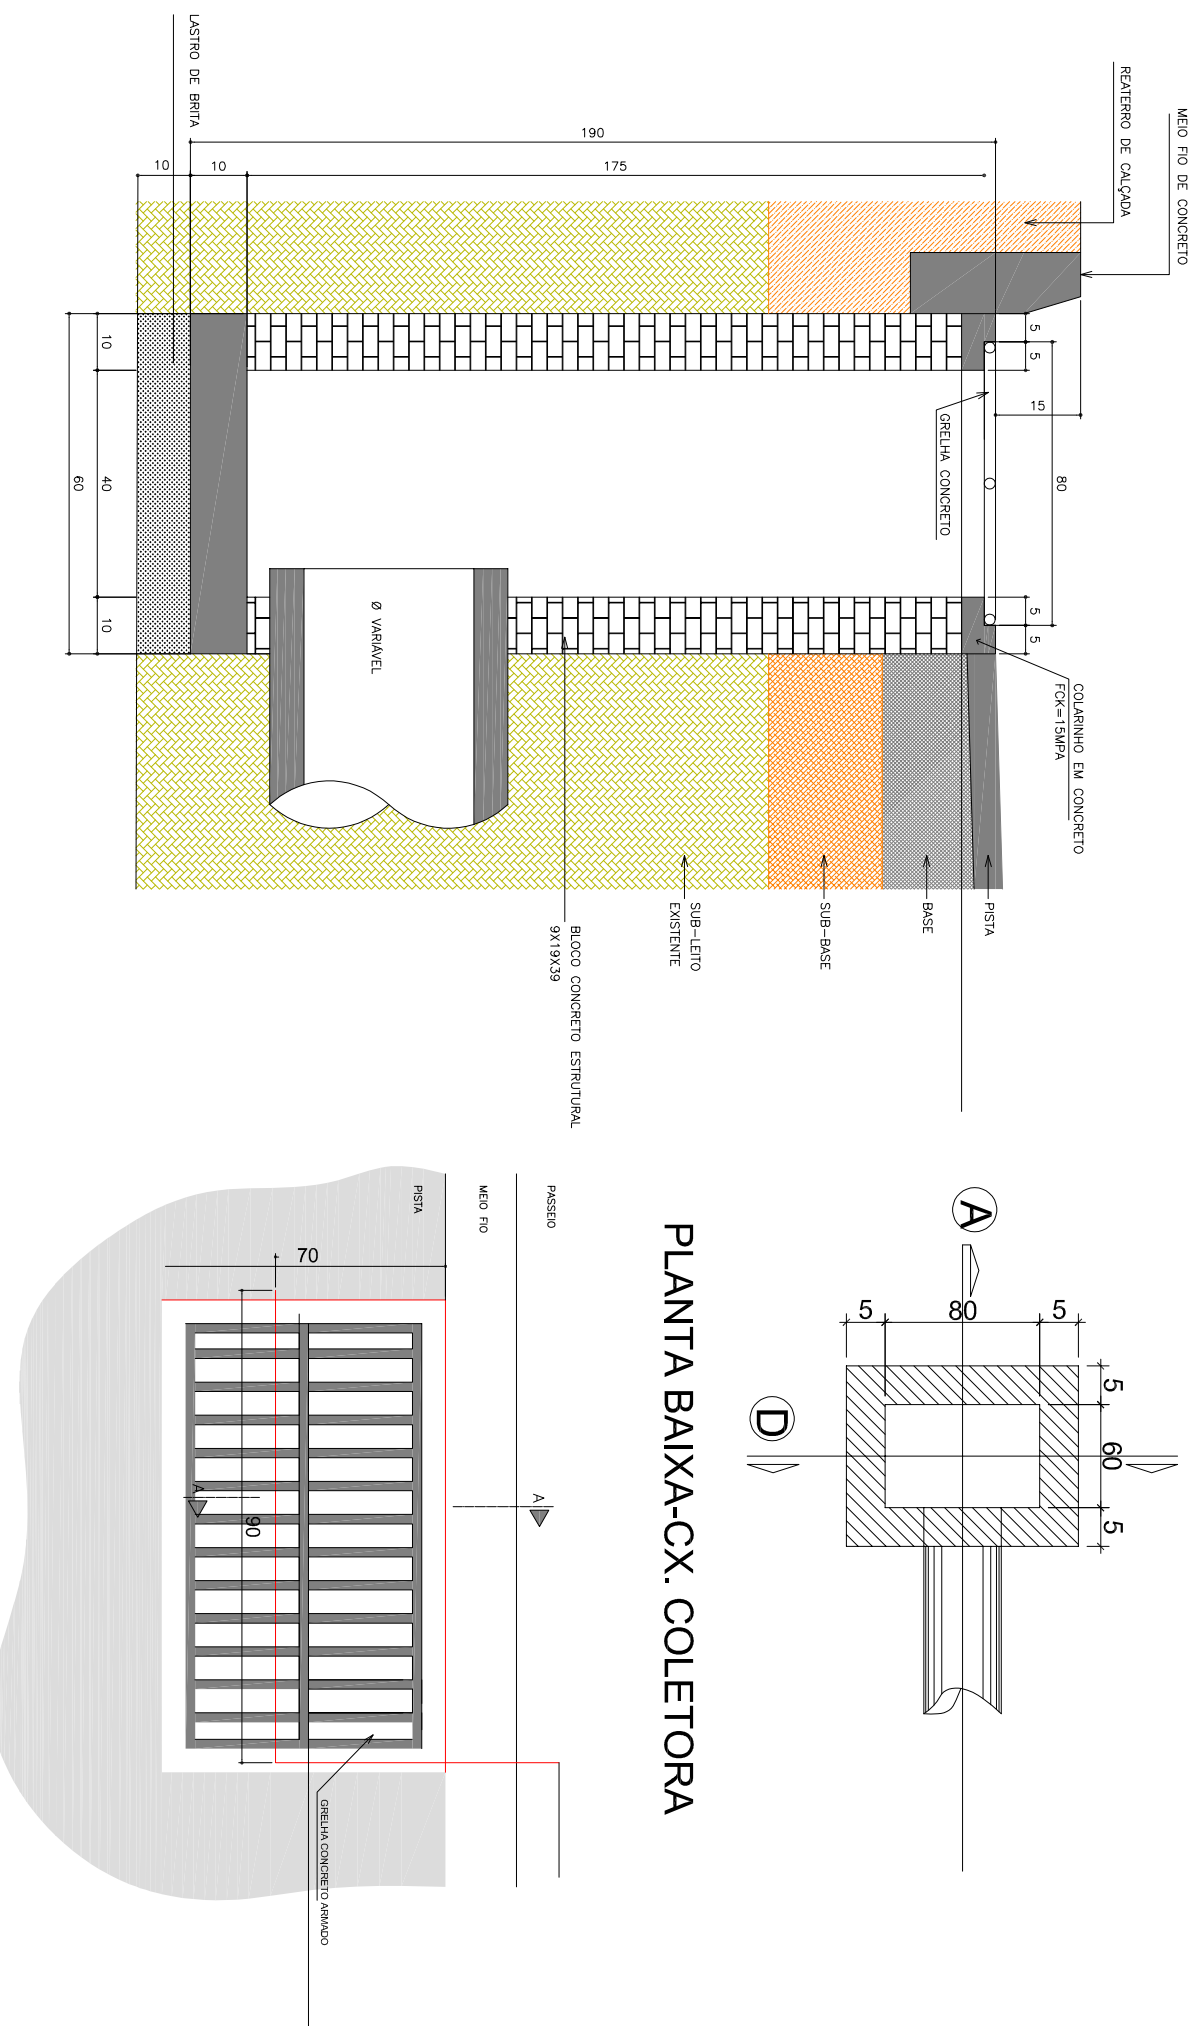 MEIO FIO DE CONCRETO
REATERRO DE CALÇADA
LASTRO DE BRITA
190
10
10
175
5
5
15
80
GRELHA CONCRETO
10
40
60
10
5
5
Ø VARIÁVEL
COLARINHO EM CONCRETO
FCK=15MPA
PISTA
BASE
SUB-BASE
SUB-LEITO
EXISTENTE
BLOCO CONCRETO ESTRUTURAL
9X19X39
A
5
80
5
5
60
5
D
PLANTA BAIXA-CX. COLETORA
PASSEIO
MEIO FIO
PISTA
70
A
A
90
GRELHA CONCRETO ARMADO